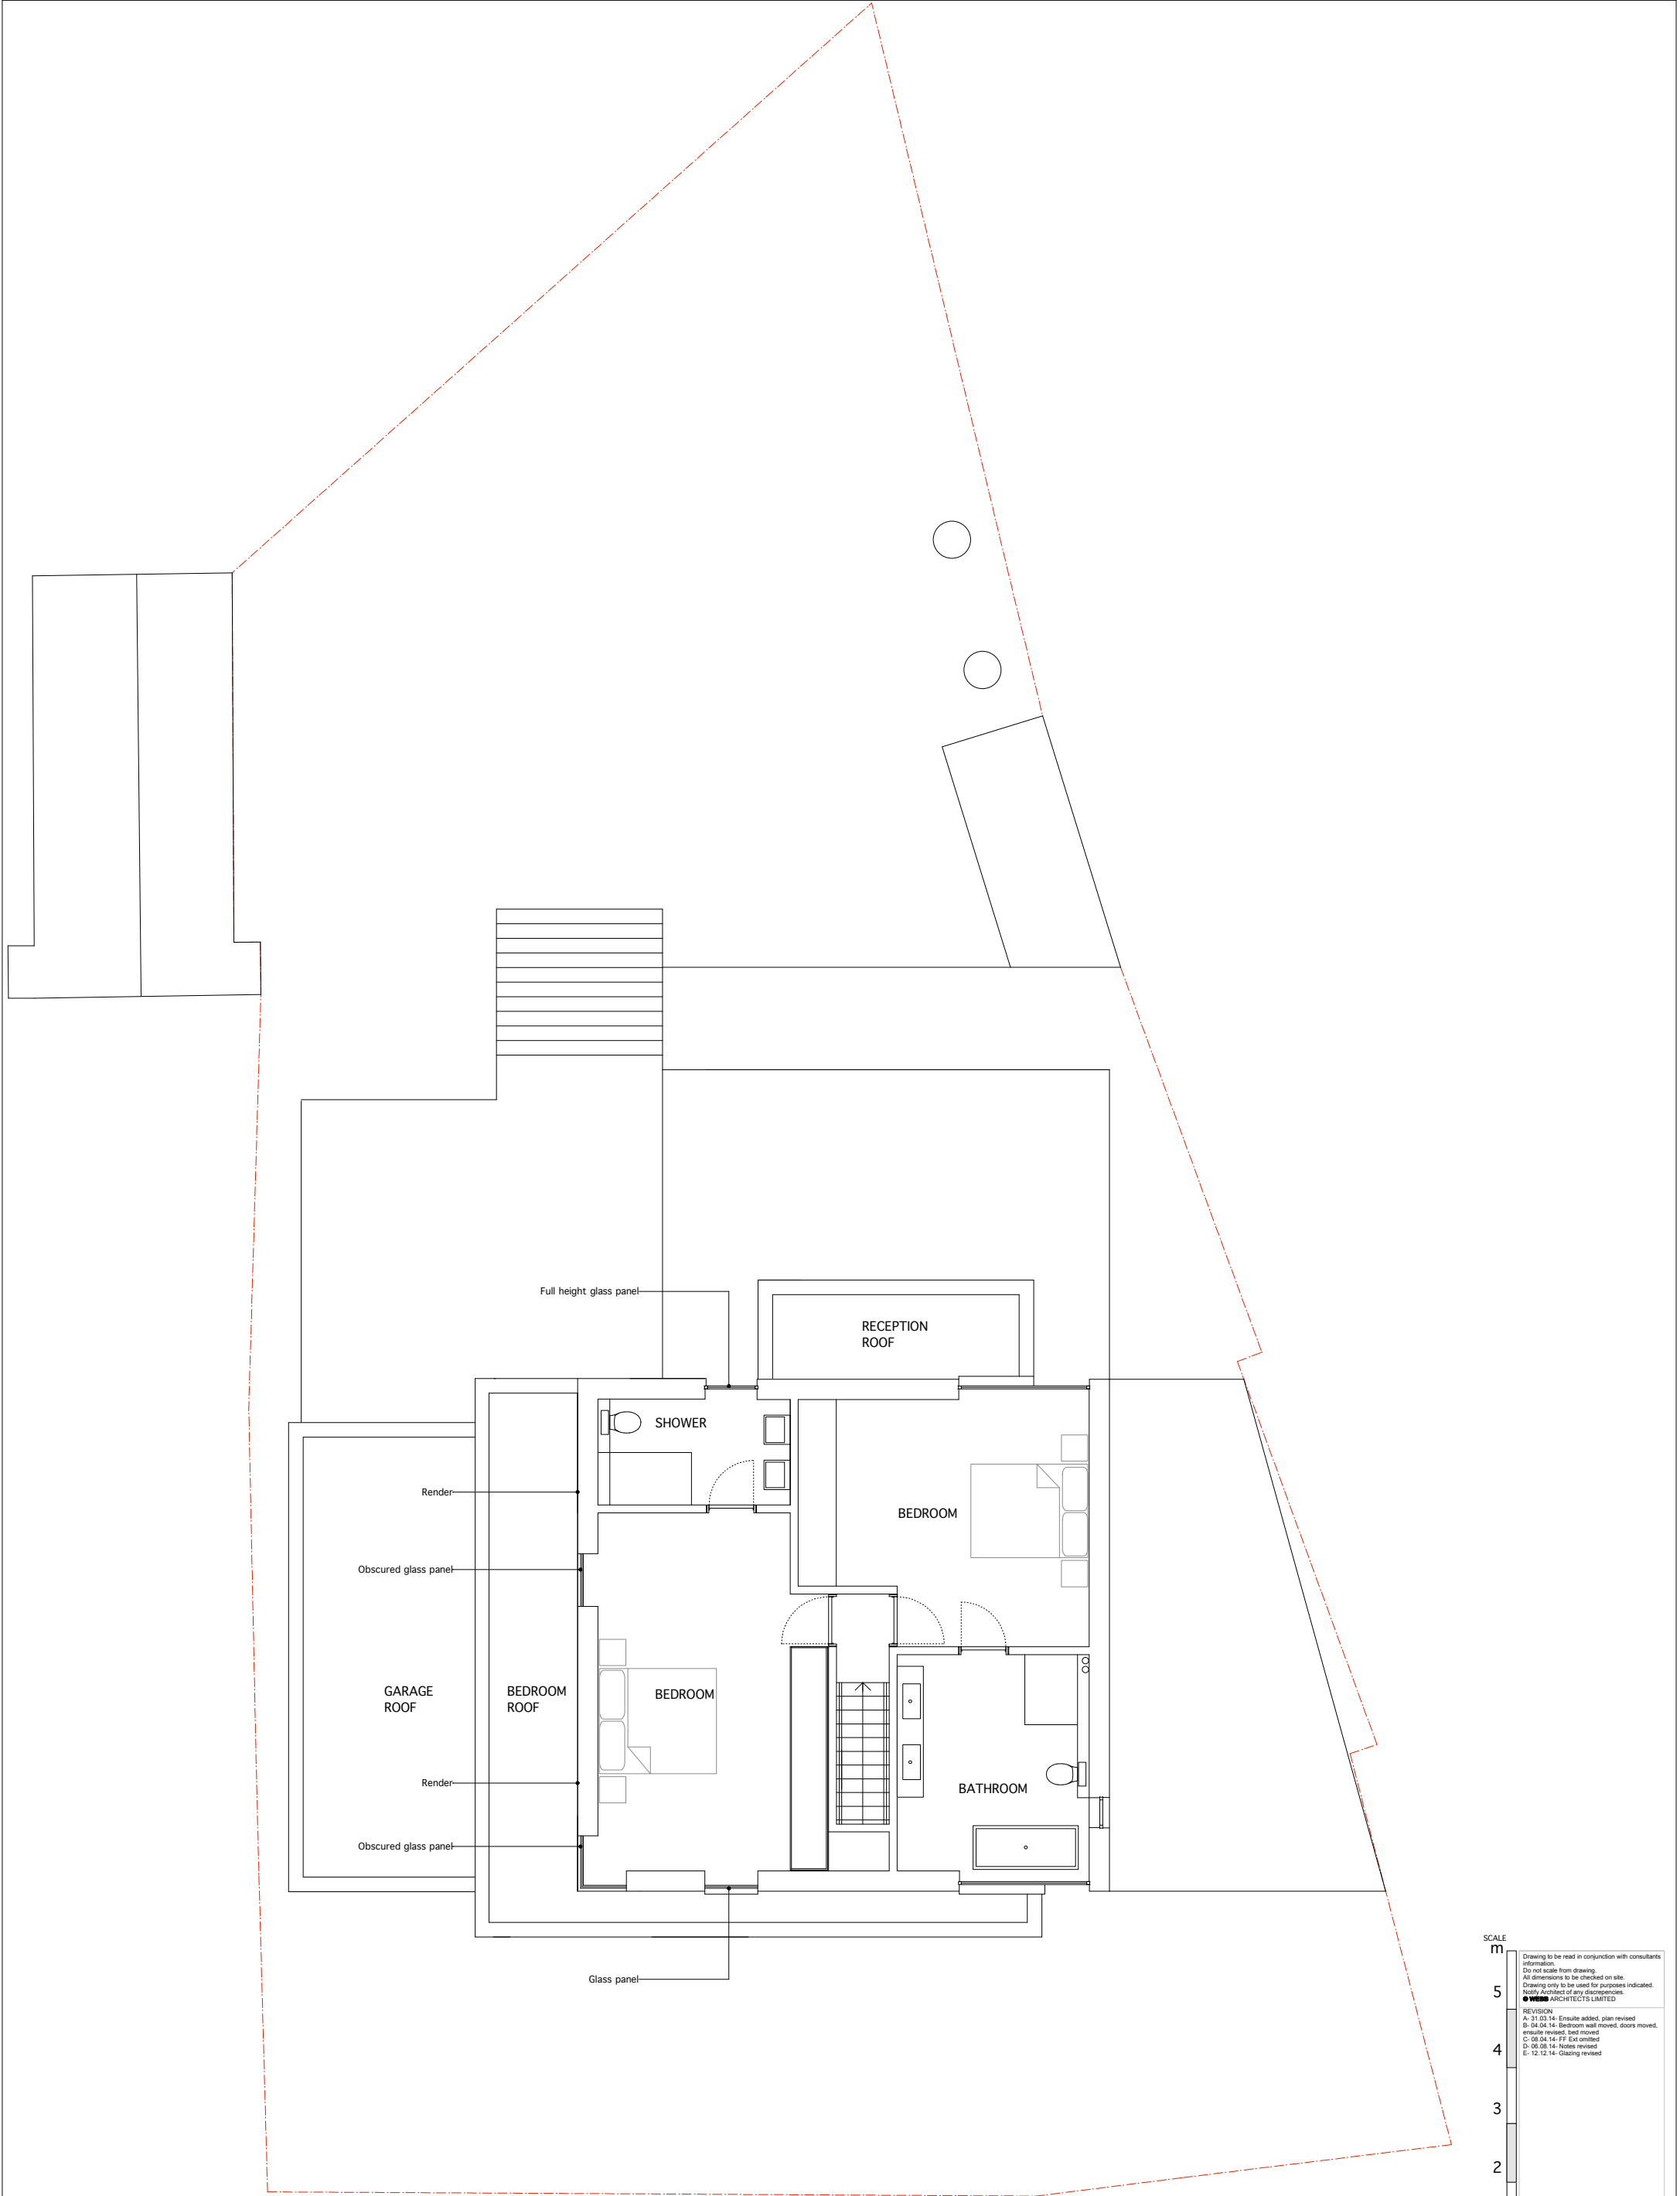 Full height glass panel
RECEPTION
ROOF
SHOWER
Render
BEDROOM
Obscured glass panel
GARAGE
ROOF
BEDROOM
ROOF
BEDROOM
Render
BATHROOM
Obscured glass panel
Glass panel
SCALE
m
5
4
3
2
Drawing to be read in conjunction with consultants
information.
Do not scale from drawing.
All dimensions to be checked on site.
Drawing only to be used for purposes indicated.
Notify Architect of any discrepencies.
© WEBB ARCHITECTS LIMITED
REVISION
A- 31.03.14- Ensuite added, plan revised
B- 04.04.14- Bedroom wall moved, doors moved,
ensuite revised, bed moved
C- 08.04.14- FF Ext omitted
D- 06.08.14- Notes revised
E- 12.12.14- Glazing revised